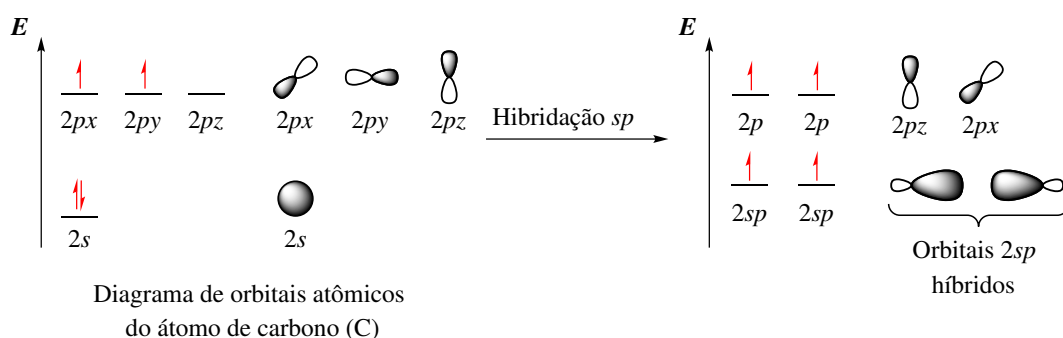 E
2px 2py 2pz 2px 2py 2pz
2s 2s
Diagrama de orbitais atômicos
do átomo de carbono (C)
Hibridação sp
E
2p 2p 2pz 2px
2sp 2sp
Orbitais 2sp
híbridos